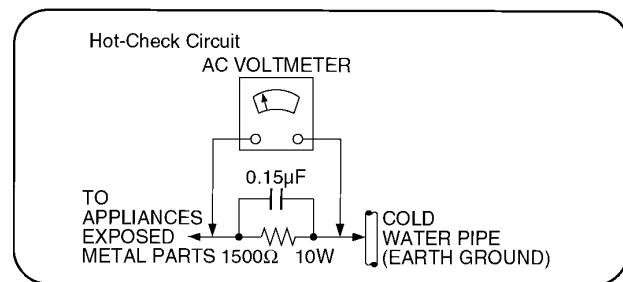 Hot-Check Circuit
AC VOLTMETER
0.15µF
TO
APPLIANCES
EXPOSED
METAL PARTS
1500Ω
10W
COLD
WATER PIPE
(EARTH GROUND)